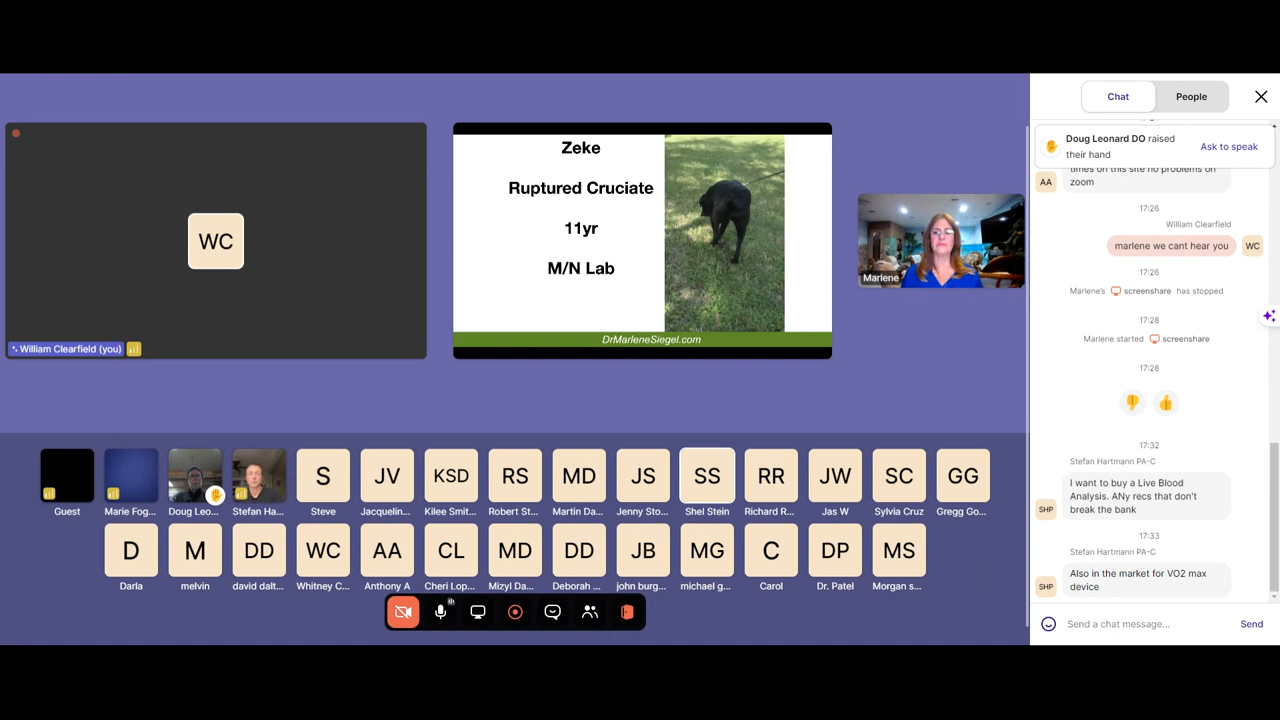 WC
William Clearfield (you)
Zeke
Ruptured Cruciate
11yr
M/N Lab
DrMarleneSiegel.com
Marlene
Guest
Marie Fog...
Doug Leo...
Stefan Ha...
S
Steve
JV
Jacquelin...
KSD
Kilee Smit...
RS
Robert St...
MD
Martin Da...
JS
Jenny Sto...
SS
Shel Stein
RR
Richard R...
JW
Jas W
SC
Sylvia Cruz
GG
Gregg Go...
D
Darla
M
melvin
DD
david dalt...
WC
Whitney C...
AA
Anthony A
CL
Cheri Lop...
MD
Mizyl Da...
DD
Deborah ...
JB
john burg...
MG
michael g...
C
Carol
DP
Dr. Patel
MS
Morgan s...
Chat
People
Doug Leonard DO raised
their hand
Ask to speak
AA
times on this site no problems on
zoom
17:26
William Clearfield
marlene we cant hear you
WC
17:26
Marlene's screenshare has stopped
17:28
Marlene started screenshare
17:28
17:32
Stefan Hartmann PA-C
I want to buy a Live Blood
Analysis. ANy recs that don't
break the bank
SHP
17:33
Stefan Hartmann PA-C
Also in the market for VO2 max
device
SHP
Send a chat message...
Send